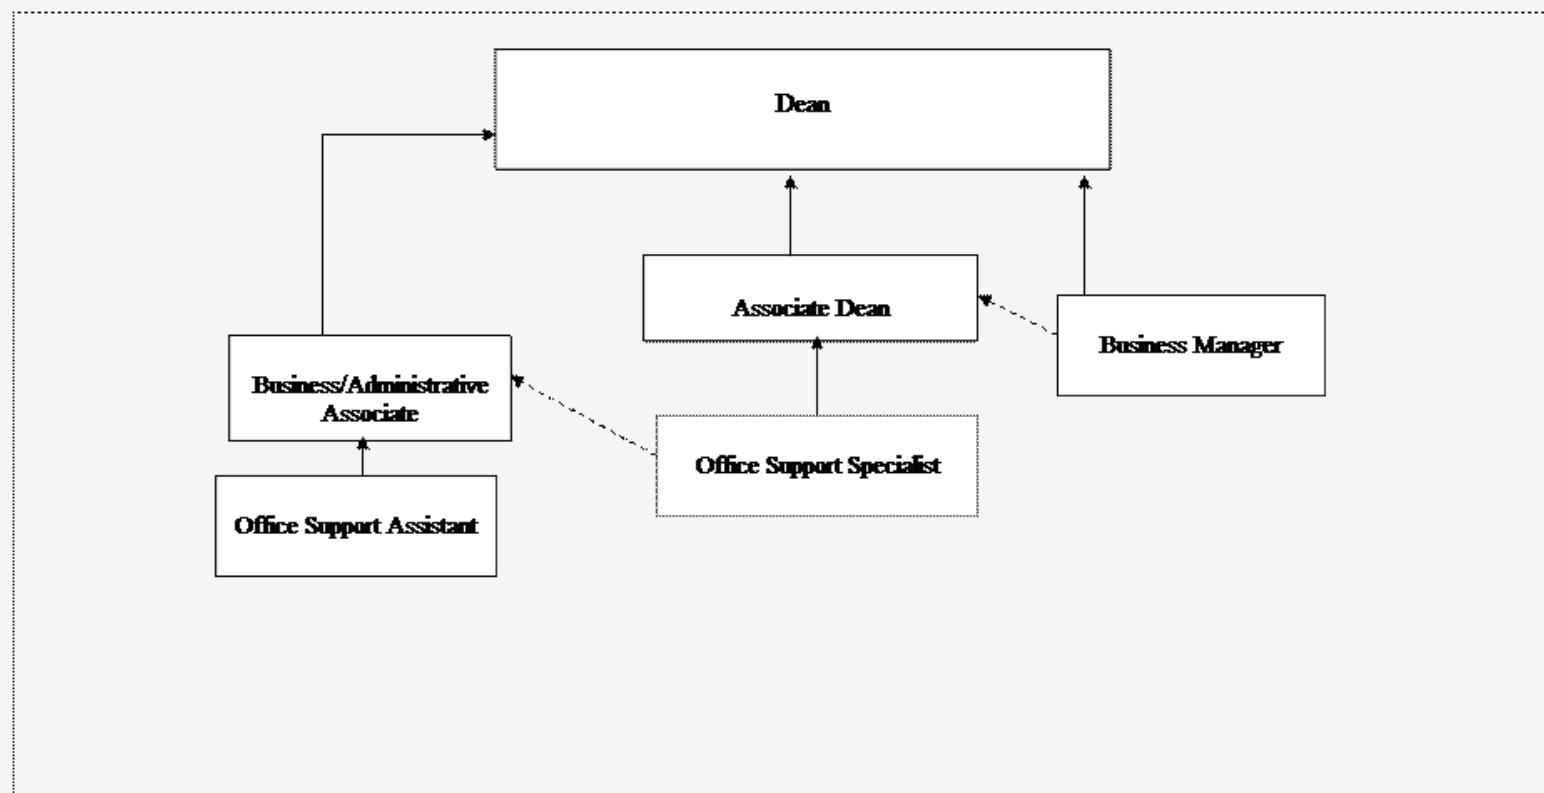 Dean
Associate Dean
Business Manager
Business/Administrative
Associate
Office Support Specialist
Office Support Assistant